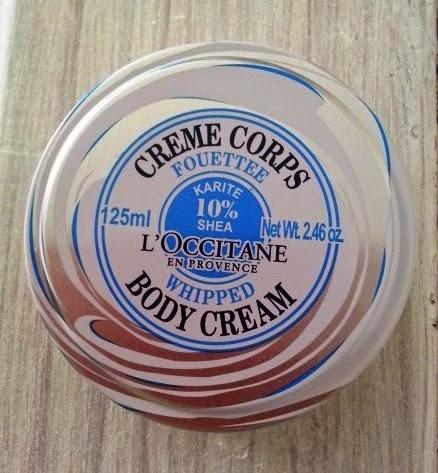 CREME CORPS
FOUETTEE
KARITE
10%
SHEA
125ml
Net Wt. 2.46 oz
L'OCCITANE
EN PROVENCE
WHIPPED
BODY CREAM